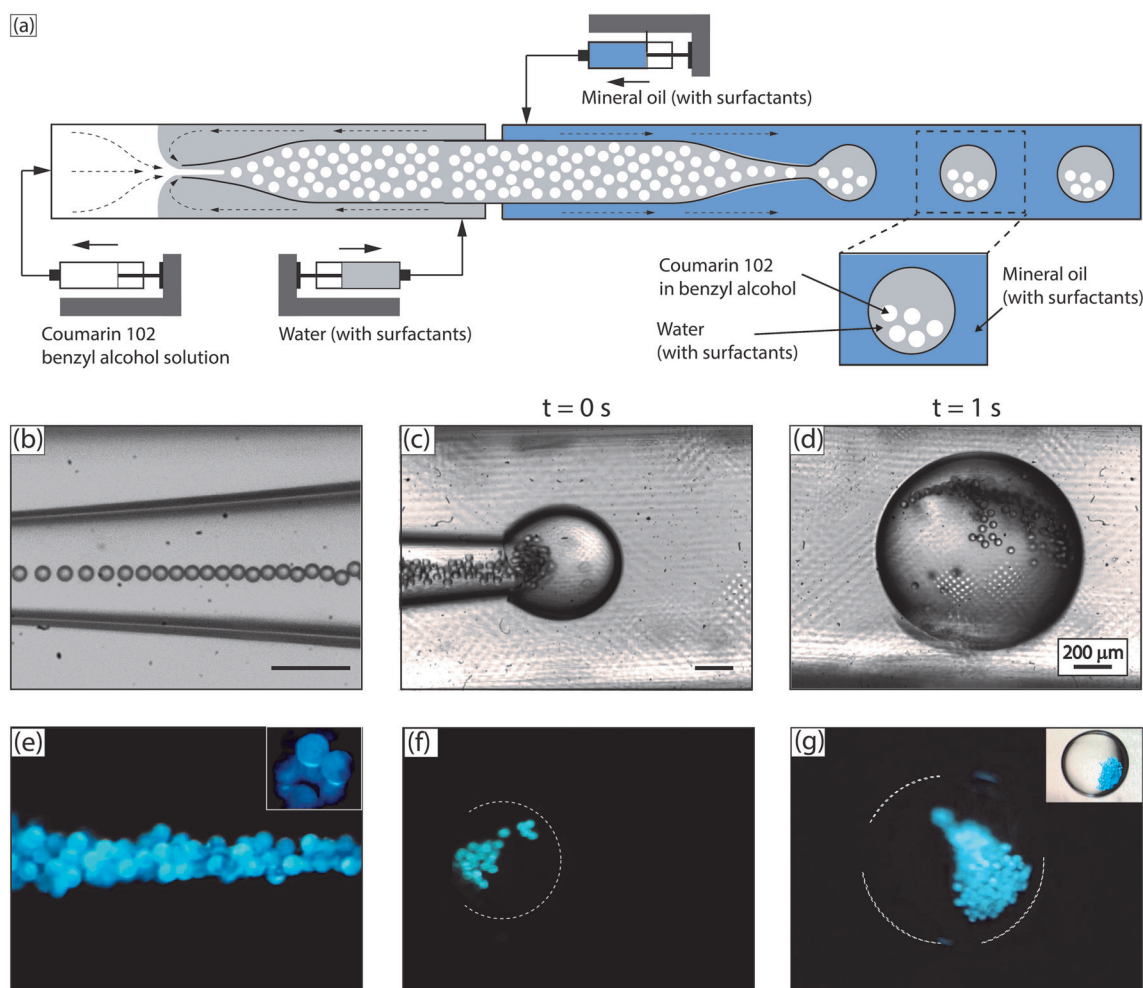 (a)
Mineral oil (with surfactants)
Coumarin 102
benzyl alcohol solution
Water (with surfactants)
Coumarin 102
in benzyl alcohol
Water
(with surfactants)
Mineral oil
(with surfactants)
t = 0 s
t = 1 s
(b)
(c)
(d)
200 μm
(e)
(f)
(g)